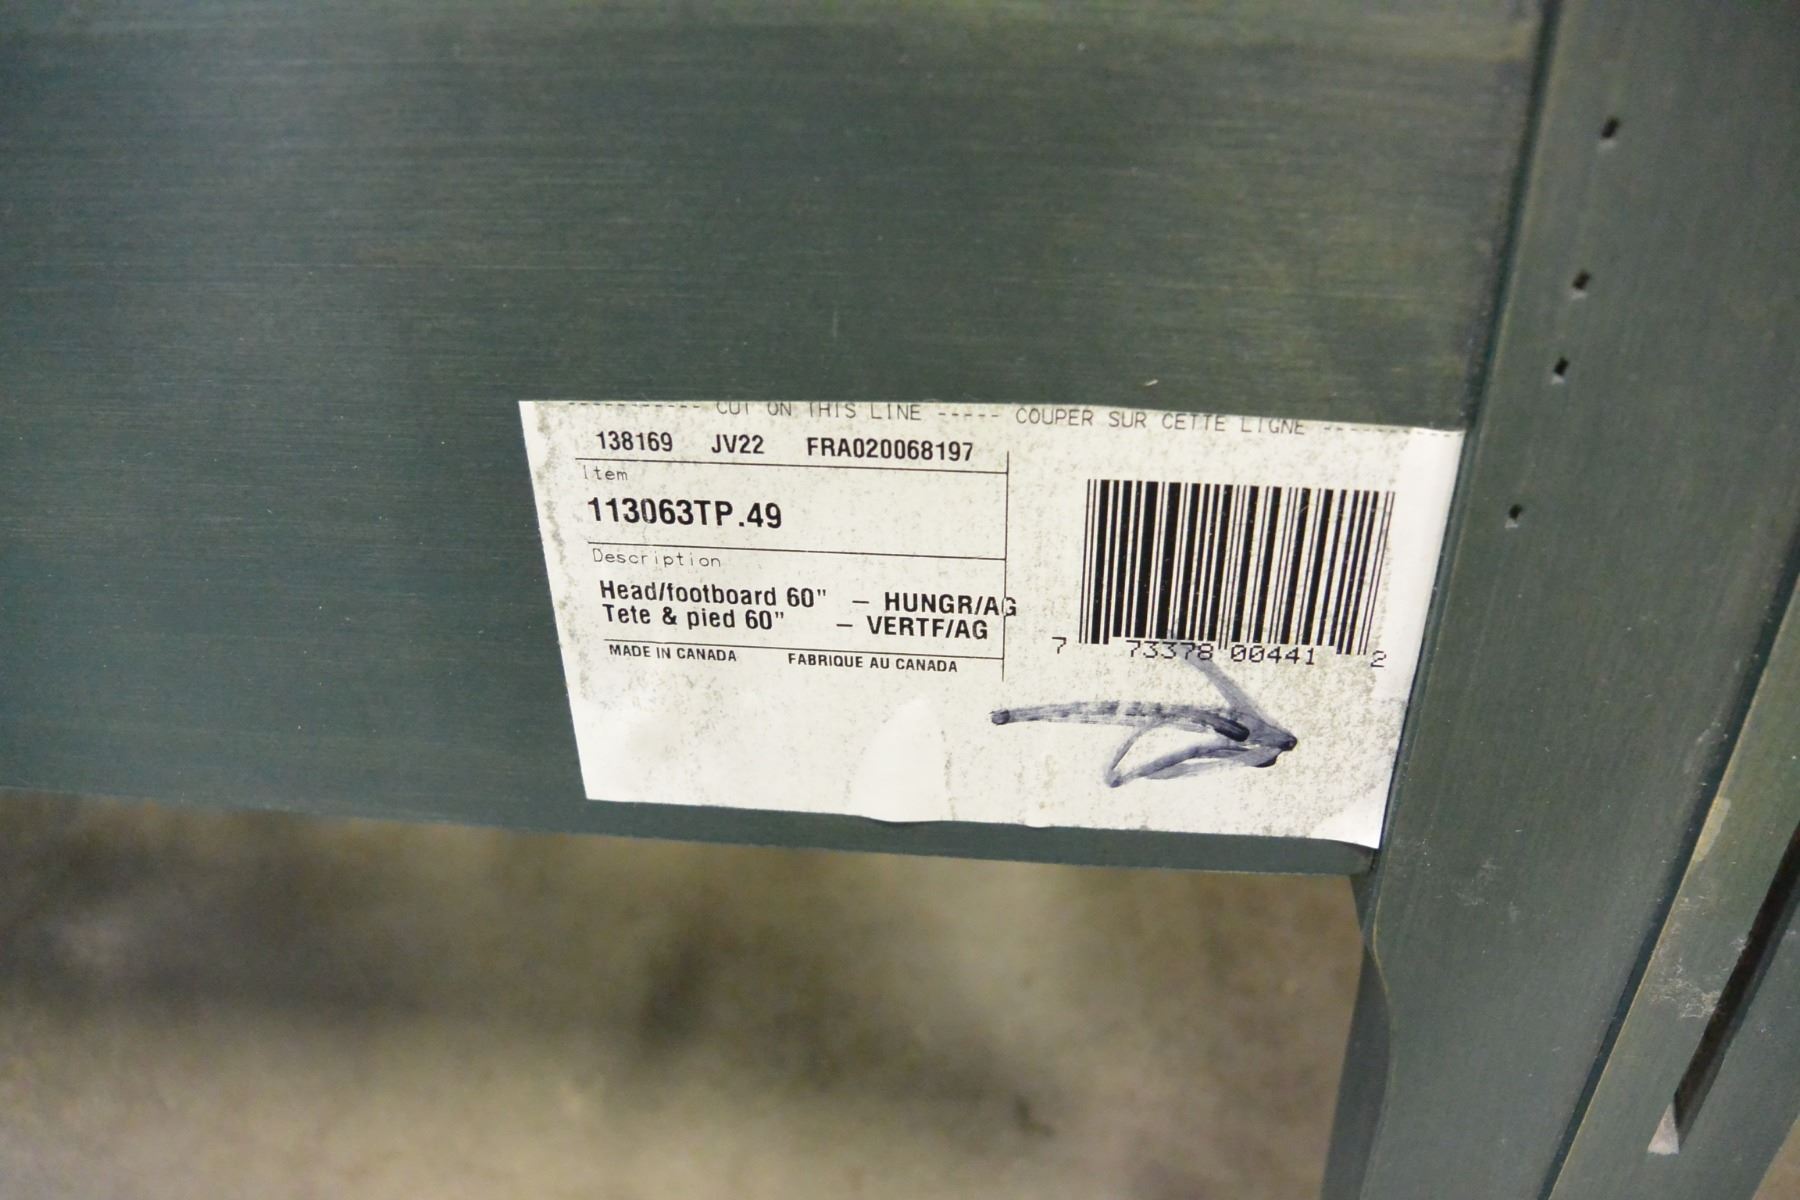 ----------- CUT ON THIS LINE ----- COUPER SUR CETTE LIGNE -----------
138169 JV22 FRA020068197
Item
113063TP.49
Description
Head/footboard 60" – HUNGR/AG
Tete & pied 60" – VERTF/AG
MADE IN CANADA FABRIQUE AU CANADA
7 73378 00441 2